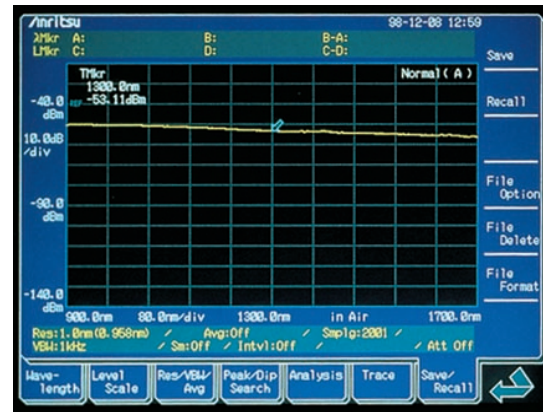 Anritsu 98-12-08 12:59
λMkr A: B: B-A:
LMkr C: D: C-D:
TMkr
1300.0nm
-53.11dBm
Normal( A )
-40.0
dBm
REF
10.0dB
/div
-90.0
dBm
-140.0
dBm
900.0nm 80.0nm/div 1300.0nm in Air 1700.0nm
Res:1.0nm(0.958nm) / Avg:Off / Smplg:2001 /
VBW:1kHz / Sm:Off / Intvl:Off / / Att Off
Save
Recall
File
Option
File
Delete
File
Format
Wave-
length
Level
Scale
Res/VBW/
Avg
Peak/Dip
Search
Analysis
Trace
Save/
Recall